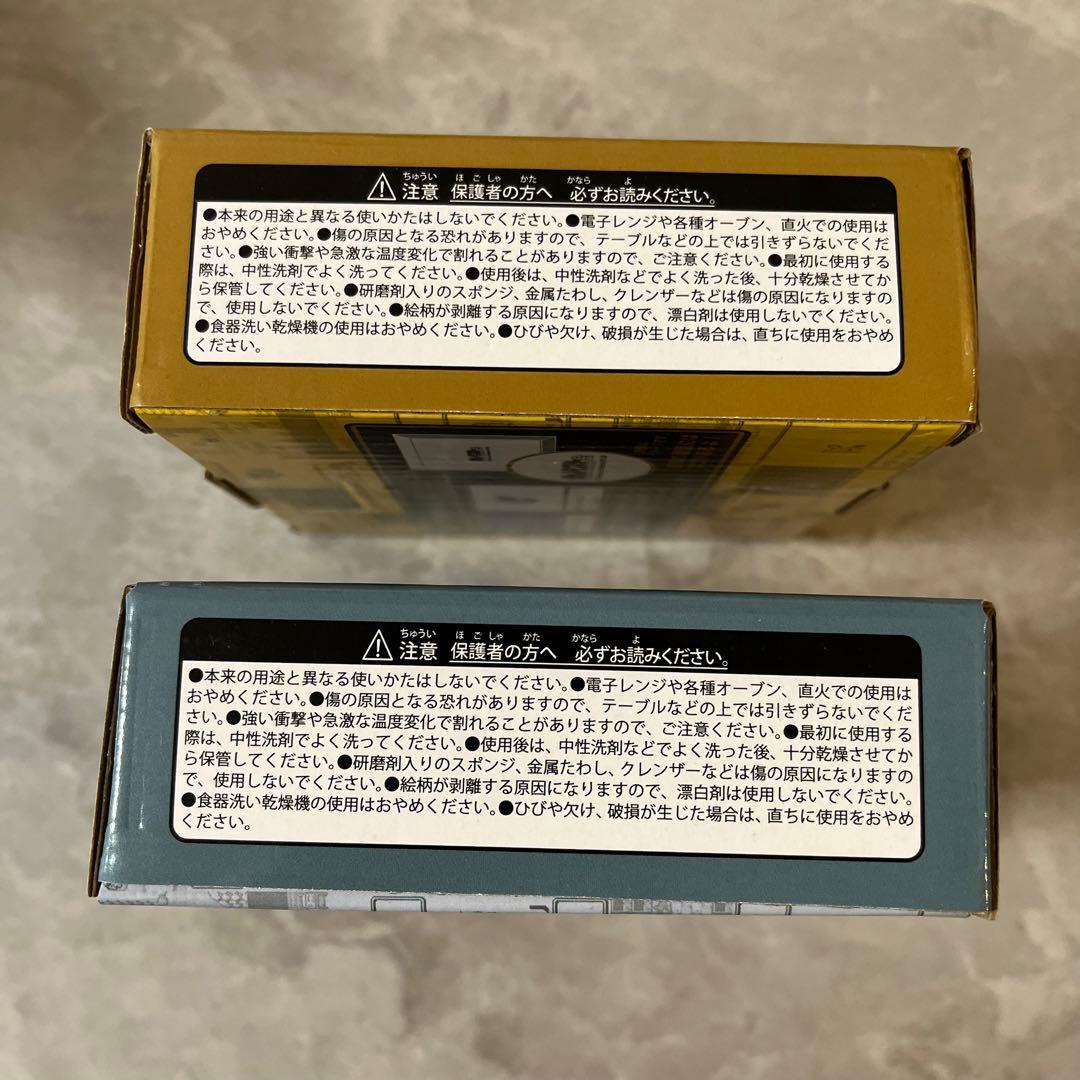 ちゅうい ほごしゃ かた かなら よ
⚠注意 保護者の方へ 必ずお読みください。
●本来の用途と異なる使いかたはしないでください。●電子レンジや各種オーブン、直火での使用は
おやめください。●傷の原因となる恐れがありますので、テーブルなどの上では引きずらないでくだ
さい。●強い衝撃や急激な温度変化で割れることがありますので、ご注意ください。●最初に使用する
際は、中性洗剤でよく洗ってください。●使用後は、中性洗剤などでよく洗った後、十分乾燥させてか
ら保管してください。●研磨剤入りのスポンジ、金属たわし、クレンザーなどは傷の原因になりますの
で、使用しないでください。●絵柄が剥離する原因になりますので、漂白剤は使用しないでください。
●食器洗い乾燥機の使用はおやめください。●ひびや欠け、破損が生じた場合は、直ちに使用をおやめ
ください。
ちゅうい ほごしゃ かた かなら よ
⚠注意 保護者の方へ 必ずお読みください。
●本来の用途と異なる使いかたはしないでください。●電子レンジや各種オーブン、直火での使用は
おやめください。●傷の原因となる恐れがありますので、テーブルなどの上では引きずらないでくだ
さい。●強い衝撃や急激な温度変化で割れることがありますので、ご注意ください。●最初に使用する
際は、中性洗剤でよく洗ってください。●使用後は、中性洗剤などでよく洗った後、十分乾燥させてか
ら保管してください。●研磨剤入りのスポンジ、金属たわし、クレンザーなどは傷の原因になりますの
で、使用しないでください。●絵柄が剥離する原因になりますので、漂白剤は使用しないでください。
●食器洗い乾燥機の使用はおやめください。●ひびや欠け、破損が生じた場合は、直ちに使用をおやめ
ください。